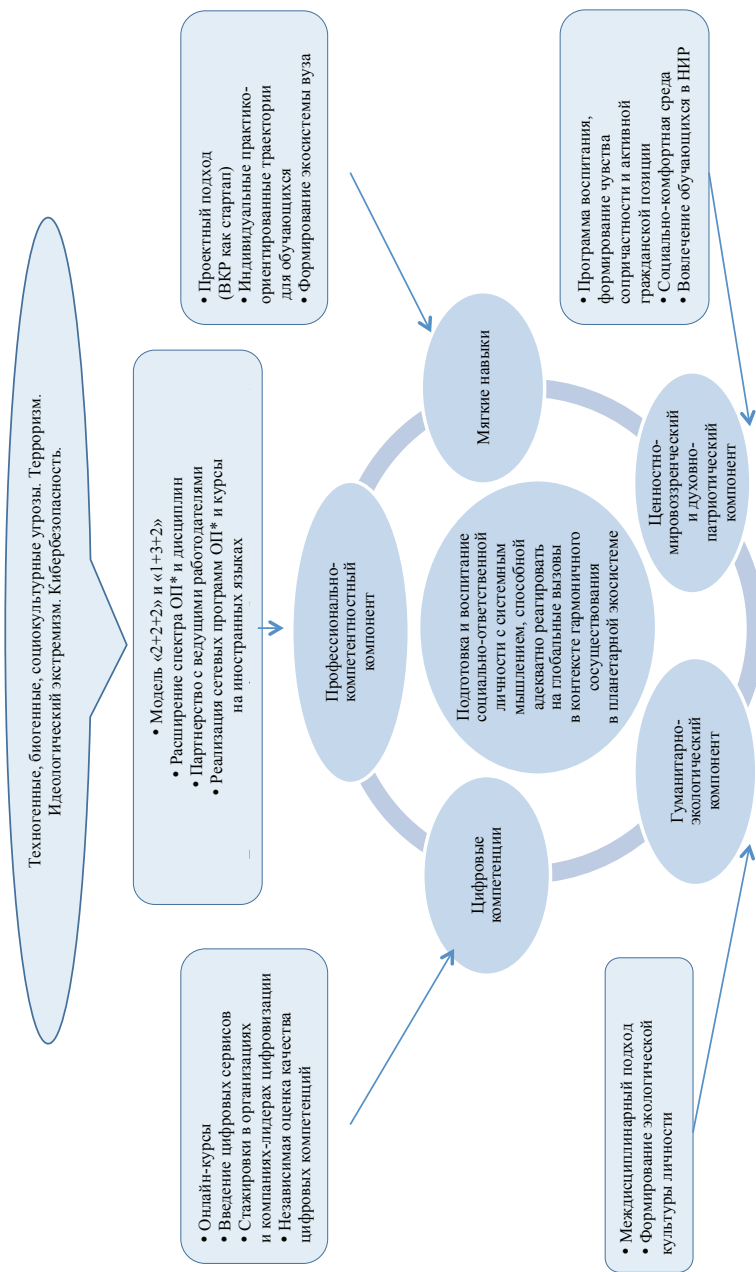 Техногенные, биогенные, социокультурные угрозы. Терроризм.
Идеологический экстремизм. Кибербезопасность.
• Онлайн-курсы
• Введение цифровых сервисов
• Стажировки в организациях
и компаниях-лидерах цифровизации
• Независимая оценка качества
цифровых компетенций
• Модель «2+2+2» и «1+3+2»
• Расширение спектра ОП* и дисциплин
• Партнерство с ведущими работодателями
• Реализация сетевых программ ОП* и курсы
на иностранных языках
• Проектный подход
(ВКР как стартап)
• Индивидуальные практико-
ориентированные траектории
для обучающихся
• Формирование экосистемы вуза
Профессионально-
компетентностный
компонент
Цифровые
компетенции
Мягкие навыки
Подготовка и воспитание
социально-ответственной
личности с системным
мышлением, способной
адекватно реагировать
на глобальные вызовы
в контексте гармоничного
сосуществования
в планетарной экосистеме
Гуманитарно-
экологический
компонент
Ценностно-
мировоззренческий
и духовно-
патриотический
компонент
• Междисциплинарный подход
• Формирование экологической
культуры личности
• Программа воспитания,
формирование чувства
сопричастности и активной
гражданской позиции
• Социально-комфортная среда
• Вовлечение обучающихся в НИР